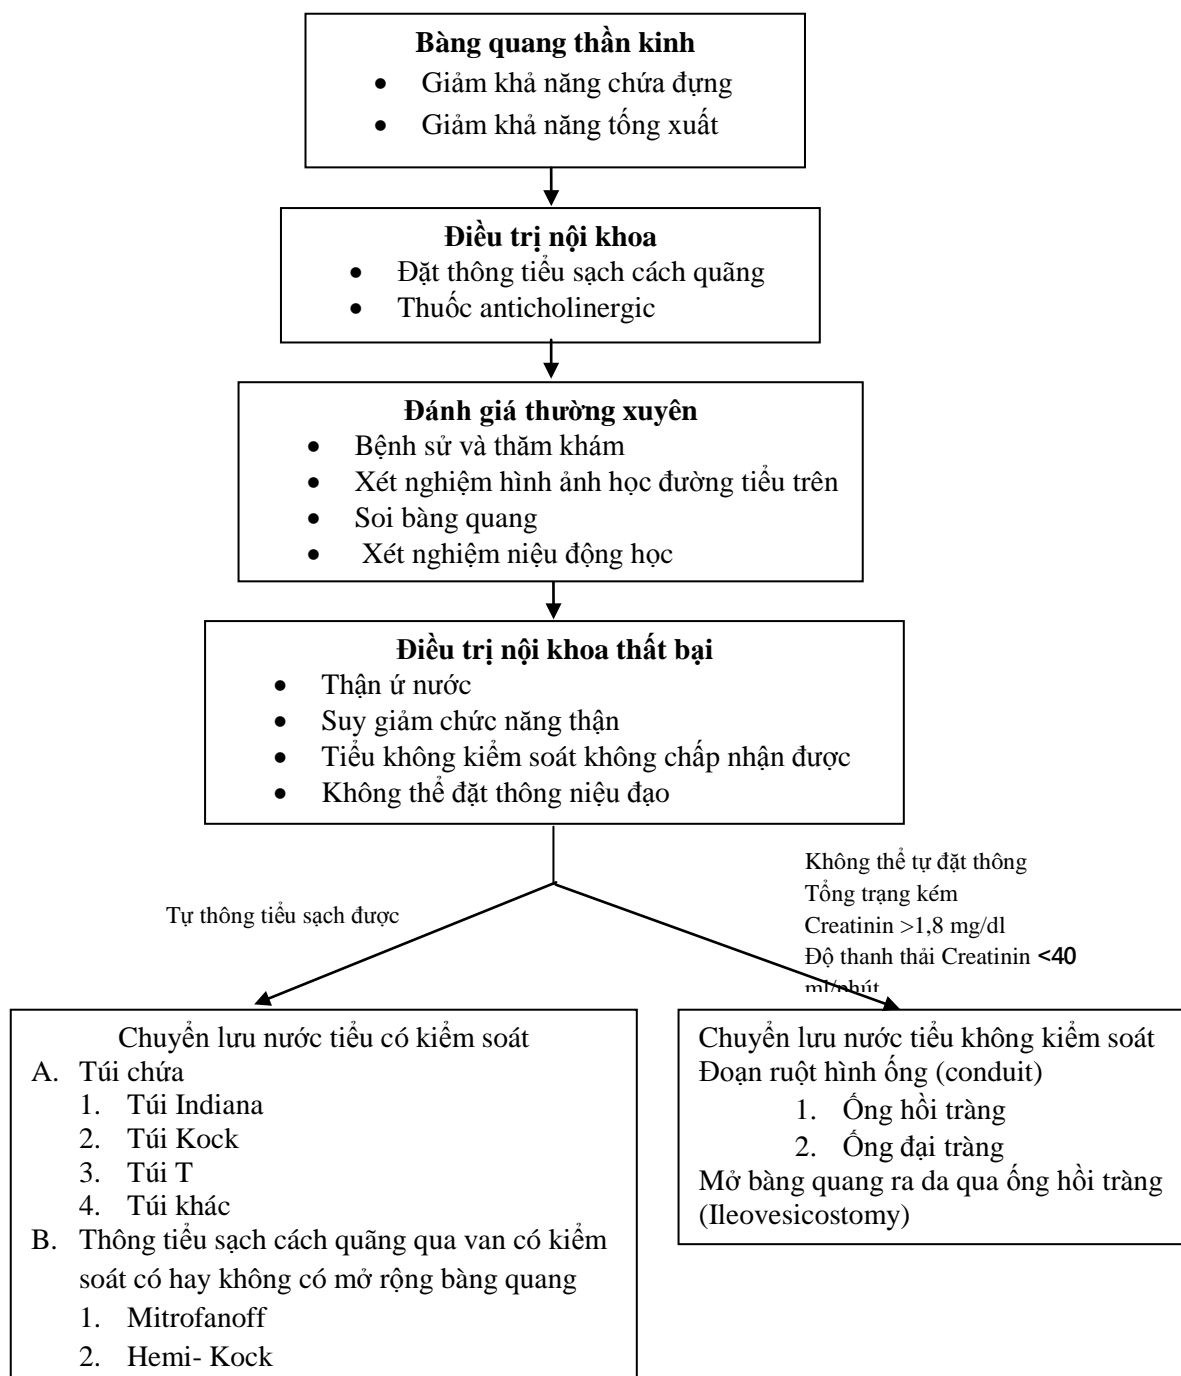 Bàng quang thần kinh
• Giảm khả năng chứa đựng
• Giảm khả năng tống xuất
Điều trị nội khoa
• Đặt thông tiểu sạch cách quãng
• Thuốc anticholinergic
Đánh giá thường xuyên
• Bệnh sử và thăm khám
• Xét nghiệm hình ảnh học đường tiểu trên
• Soi bàng quang
• Xét nghiệm niệu động học
Điều trị nội khoa thất bại
• Thận ứ nước
• Suy giảm chức năng thận
• Tiểu không kiểm soát không chấp nhận được
• Không thể đặt thông niệu đạo
Tự thông tiểu sạch được
Không thể tự đặt thông
Tổng trạng kém
Creatinin >1,8 mg/dl
Độ thanh thải Creatinin <40
ml/phút
Chuyển lưu nước tiểu có kiểm soát
A. Túi chứa
1. Túi Indiana
2. Túi Kock
3. Túi T
4. Túi khác
B. Thông tiểu sạch cách quãng qua van có kiểm
soát có hay không có mở rộng bàng quang
1. Mitrofanoff
2. Hemi- Kock
Chuyển lưu nước tiểu không kiểm soát
Đoạn ruột hình ống (conduit)
1. Ống hồi tràng
2. Ống đại tràng
Mở bàng quang ra da qua ống hồi tràng
(Ileovesicostomy)